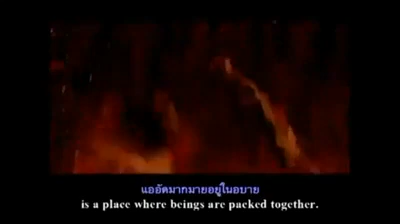 แออัดมากมายอยู่ในอบาย
is a place where beings are packed together.